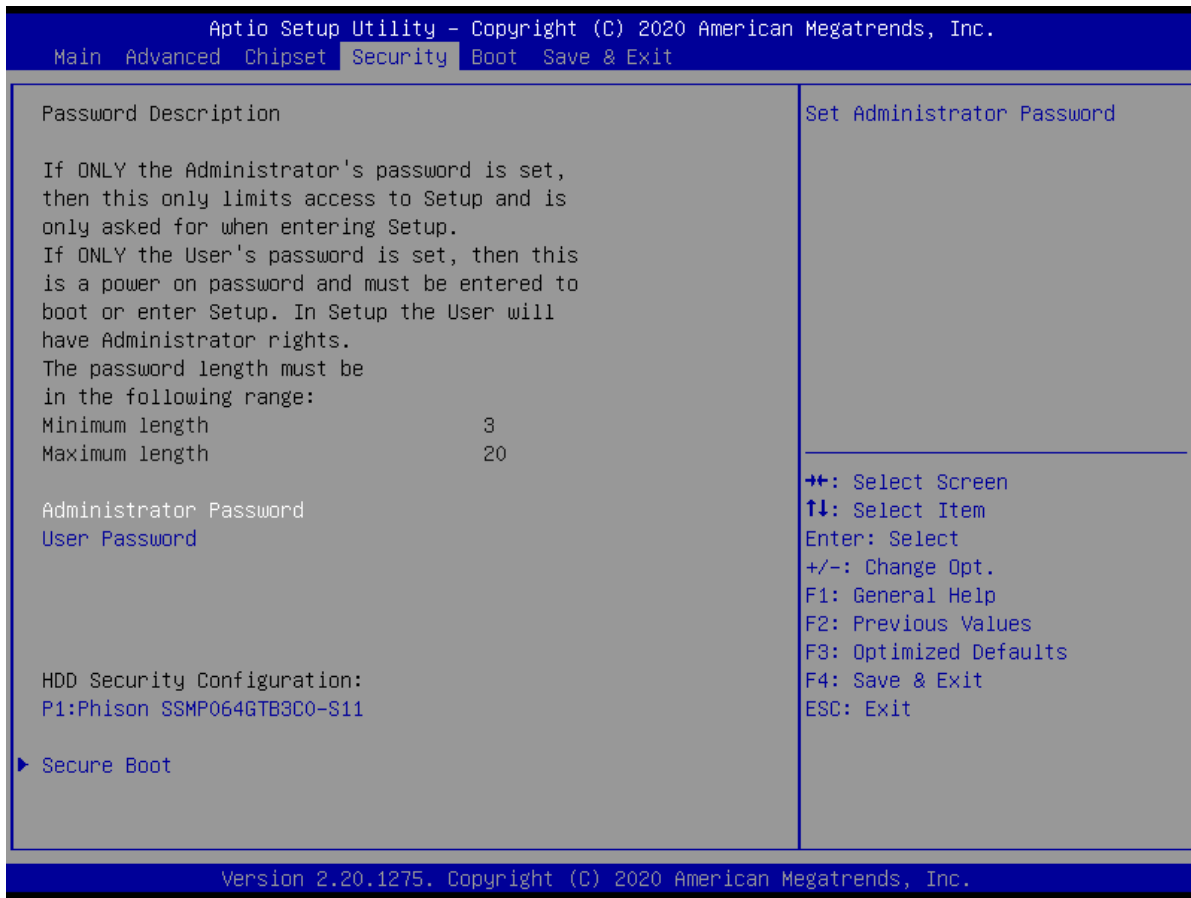 Aptio Setup Utility – Copyright (C) 2020 American Megatrends, Inc.
Main Advanced Chipset Security Boot Save & Exit
Password Description
If ONLY the Administrator's password is set,
then this only limits access to Setup and is
only asked for when entering Setup.
If ONLY the User's password is set, then this
is a power on password and must be entered to
boot or enter Setup. In Setup the User will
have Administrator rights.
The password length must be
in the following range:
Minimum length 3
Maximum length 20
Administrator Password
User Password
HDD Security Configuration:
P1:Phison SSMP064GTB3C0-S11
Secure Boot
Set Administrator Password
→←: Select Screen
↑↓: Select Item
Enter: Select
+/-: Change Opt.
F1: General Help
F2: Previous Values
F3: Optimized Defaults
F4: Save & Exit
ESC: Exit
Version 2.20.1275. Copyright (C) 2020 American Megatrends, Inc.